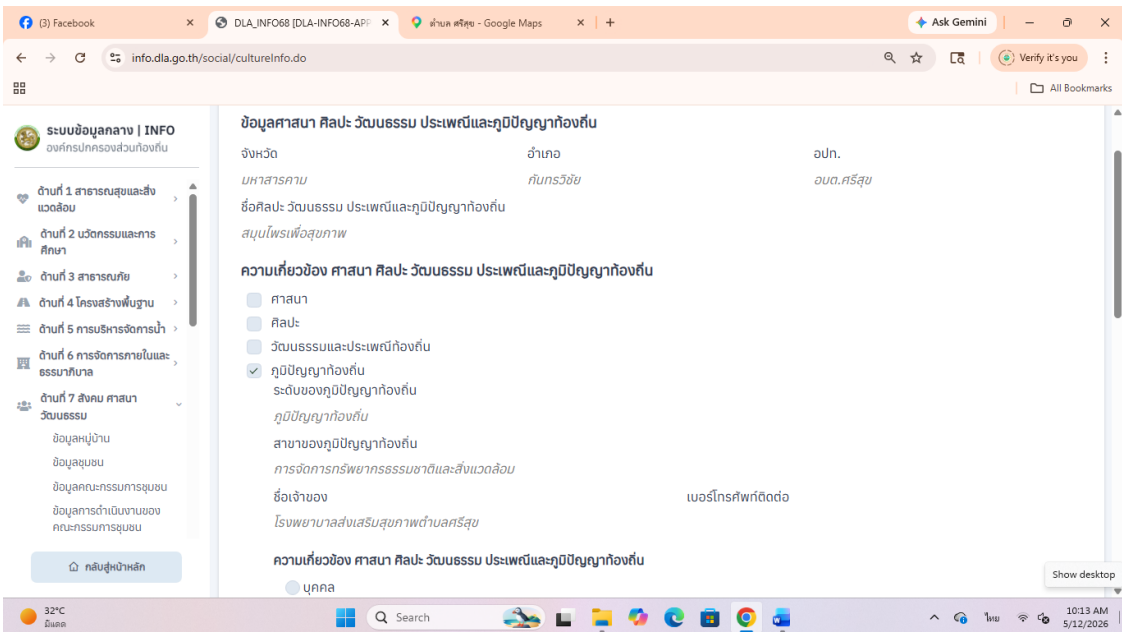 (3) Facebook
DLA_INFO68 [DLA-INFO68-APP
ตำบล ศรีสุข - Google Maps
Ask Gemini
info.dla.go.th/social/cultureInfo.do
Verify it's you
All Bookmarks
ระบบข้อมูลกลาง | INFO
องค์กรปกครองส่วนท้องถิ่น
ด้านที่ 1 สาธารณสุขและสิ่ง
แวดล้อม
ด้านที่ 2 นวัตกรรมและการ
ศึกษา
ด้านที่ 3 สาธารณภัย
ด้านที่ 4 โครงสร้างพื้นฐาน
ด้านที่ 5 การบริหารจัดการน้ำ
ด้านที่ 6 การจัดการภายในและ
ธรรมาภิบาล
ด้านที่ 7 สังคม ศาสนา
วัฒนธรรม
ข้อมูลหมู่บ้าน
ข้อมูลชุมชน
ข้อมูลคณะกรรมการชุมชน
ข้อมูลการดำเนินงานของ
คณะกรรมการชุมชน
กลับสู่หน้าหลัก
ข้อมูลศาสนา ศิลปะ วัฒนธรรม ประเพณีและภูมิปัญญาท้องถิ่น
จังหวัด อำเภอ อปท.
มหาสารคาม กันทรวิชัย อบต.ศรีสุข
ชื่อศิลปะ วัฒนธรรม ประเพณีและภูมิปัญญาท้องถิ่น
สมุนไพรเพื่อสุขภาพ
ความเกี่ยวข้อง ศาสนา ศิลปะ วัฒนธรรม ประเพณีและภูมิปัญญาท้องถิ่น
ศาสนา
ศิลปะ
วัฒนธรรมและประเพณีท้องถิ่น
ภูมิปัญญาท้องถิ่น
ระดับของภูมิปัญญาท้องถิ่น
ภูมิปัญญาท้องถิ่น
สาขาของภูมิปัญญาท้องถิ่น
การจัดการทรัพยากรธรรมชาติและสิ่งแวดล้อม
ชื่อเจ้าของ เบอร์โทรศัพท์ติดต่อ
โรงพยาบาลส่งเสริมสุขภาพตำบลศรีสุข
ความเกี่ยวข้อง ศาสนา ศิลปะ วัฒนธรรม ประเพณีและภูมิปัญญาท้องถิ่น
บุคคล
Show desktop
32°C
มีแดด
Search
ไทย
10:13 AM
5/12/2026